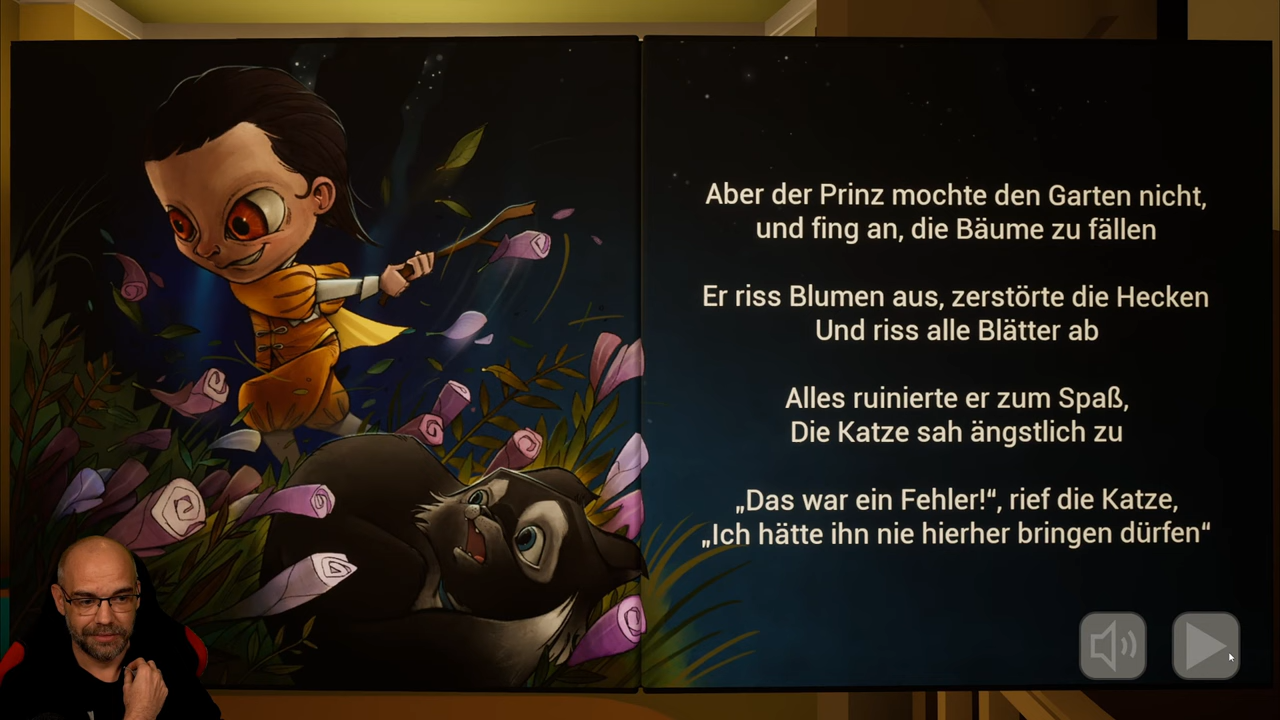 Aber der Prinz mochte den Garten nicht,
und fing an, die Bäume zu fällen
Er riss Blumen aus, zerstörte die Hecken
Und riss alle Blätter ab
Alles ruinierte er zum Spaß,
Die Katze sah ängstlich zu
„Das war ein Fehler!“, rief die Katze,
„Ich hätte ihn nie hierher bringen dürfen“